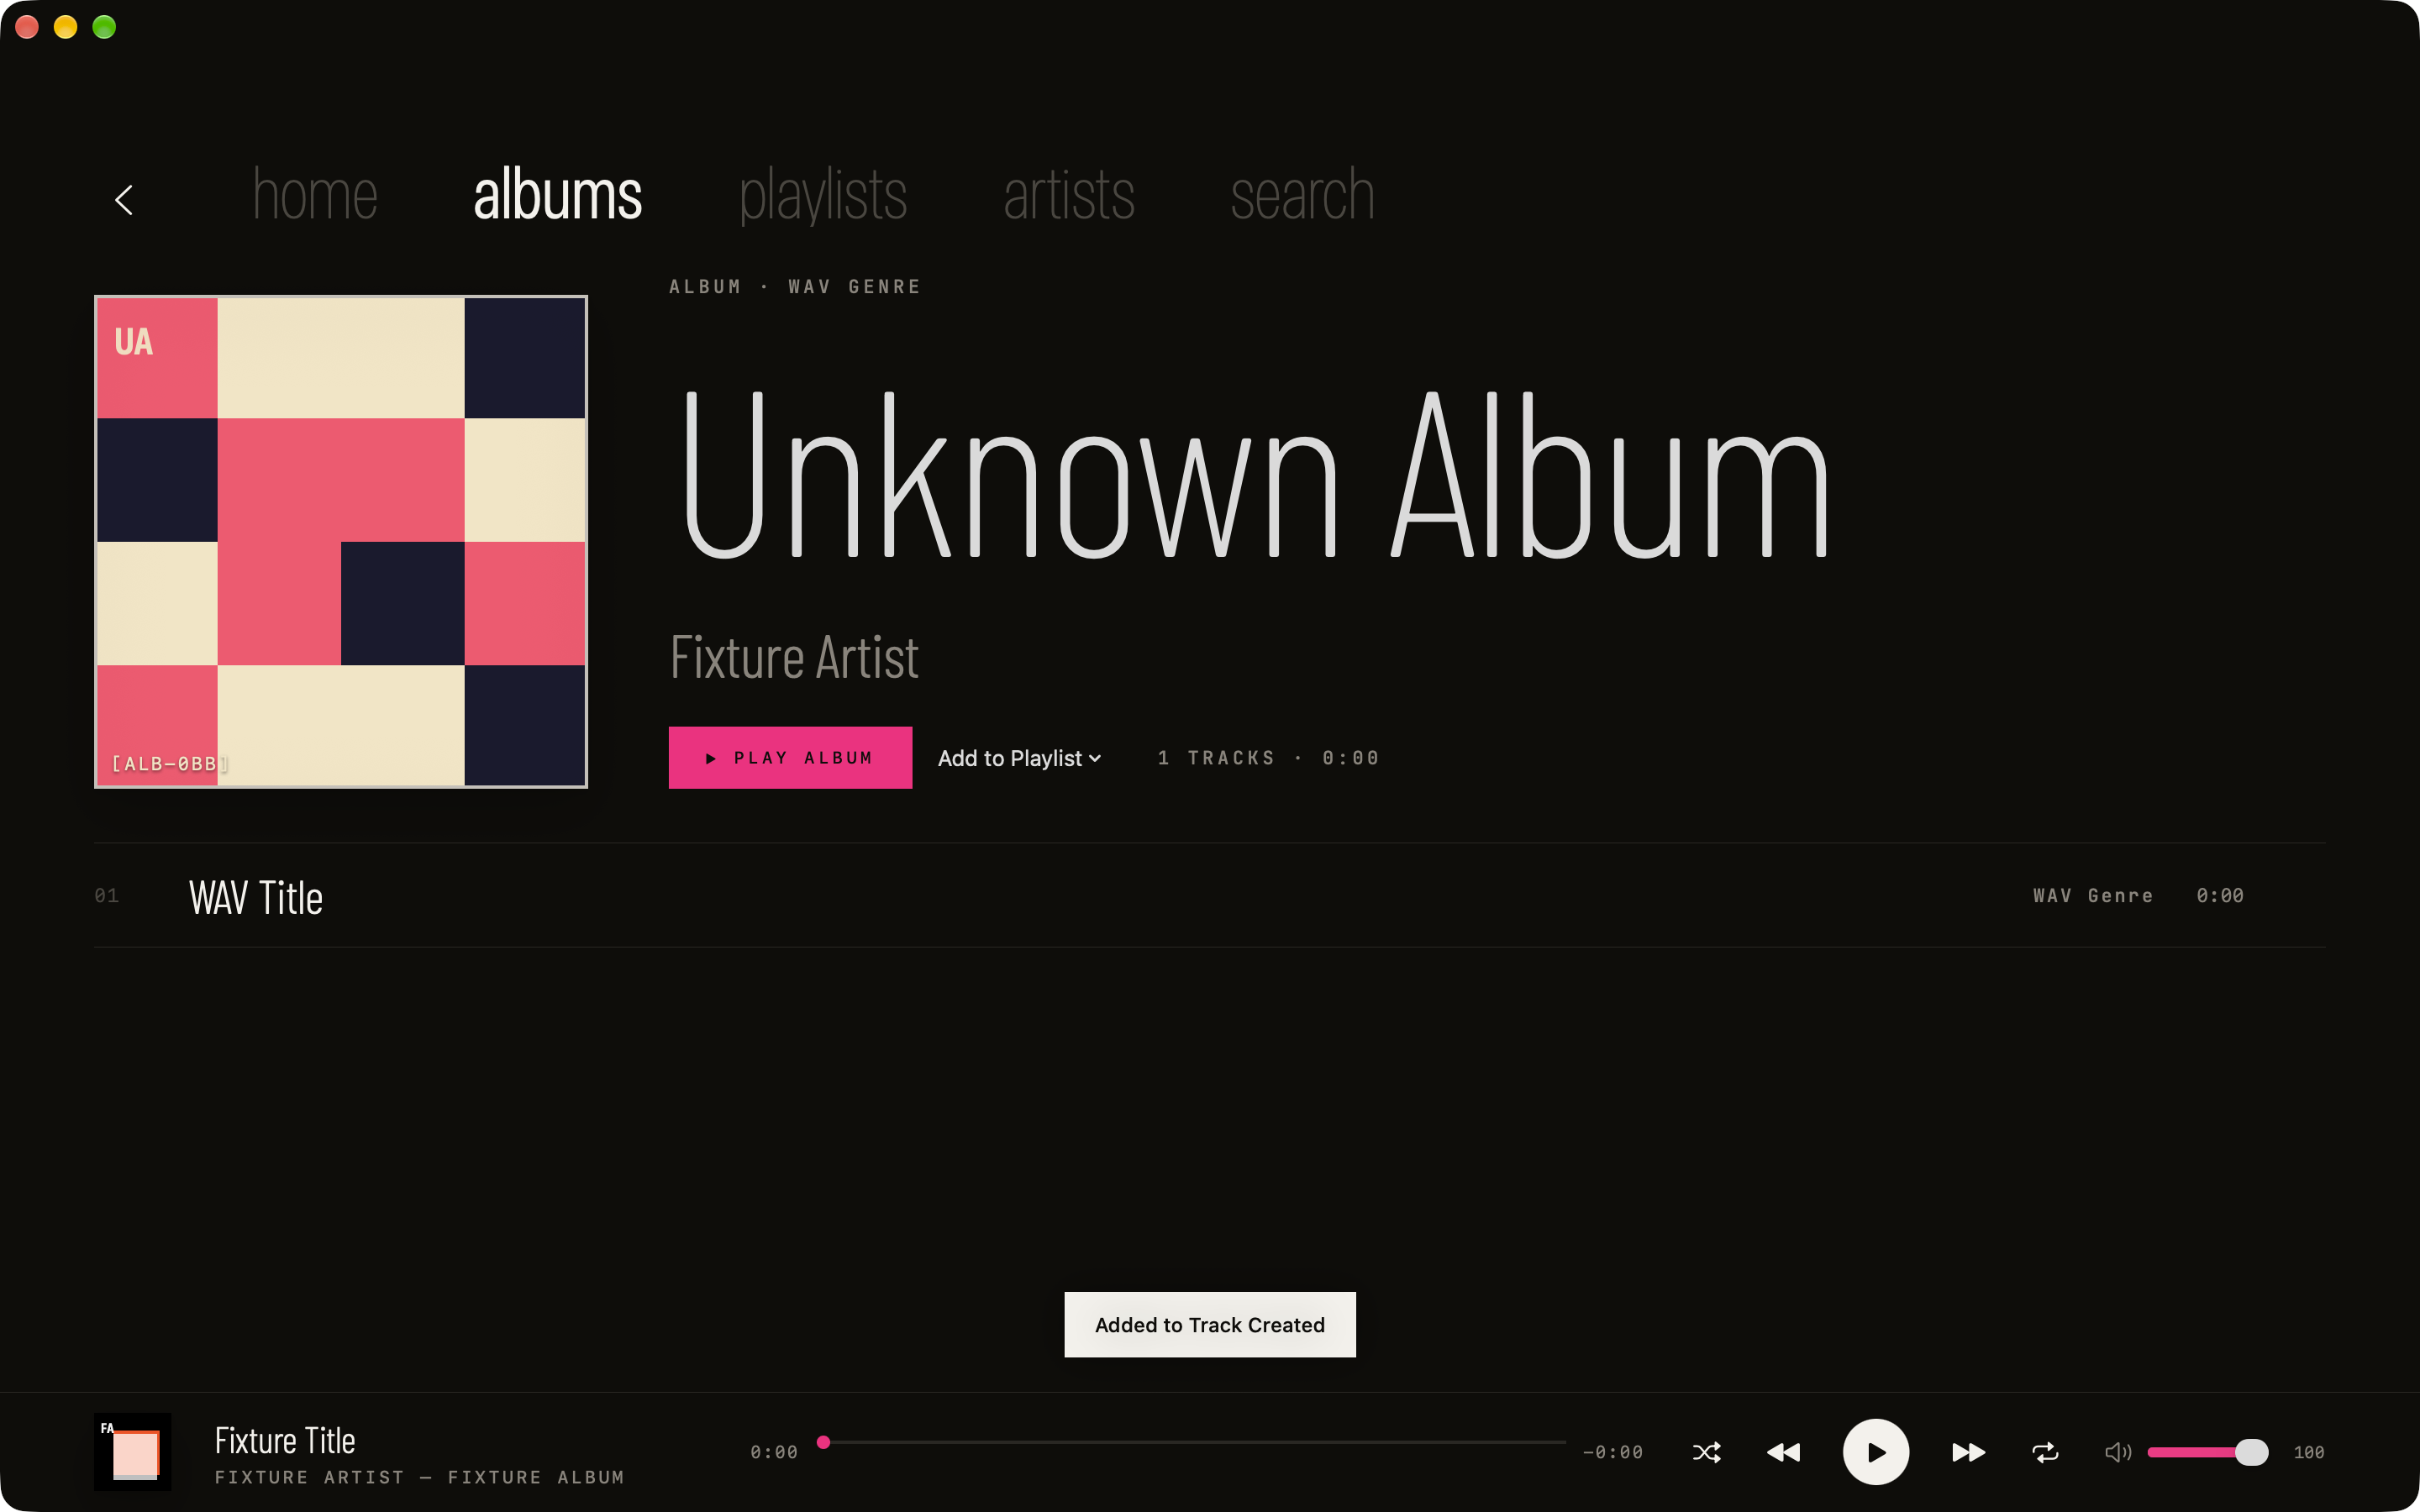 home albums playlists artists search
ALBUM · WAV GENRE
UA
Unknown Album
Fixture Artist
[ALB–0BB]
PLAY ALBUM Add to Playlist 1 TRACKS · 0:00
01 WAV Title WAV Genre 0:00
Added to Track Created
FA
Fixture Title
FIXTURE ARTIST — FIXTURE ALBUM
0:00 –0:00 100